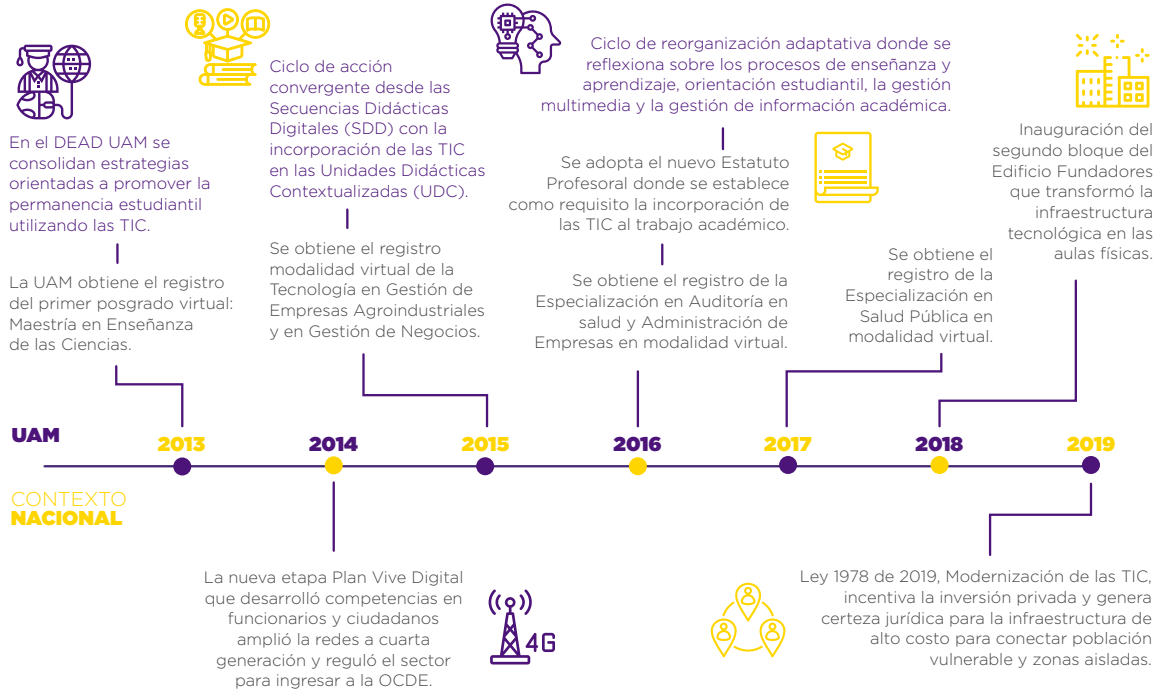 En el DEAD UAM se
consolidan estrategias
orientadas a promover la
permanencia estudiantil
utilizando las TIC.
La UAM obtiene el registro
del primer posgrado virtual:
Maestría en Enseñanza
de las Ciencias.
Ciclo de acción
convergente desde las
Secuencias Didácticas
Digitales (SDD) con la
incorporación de las TIC
en las Unidades Didácticas
Contextualizadas (UDC).
Se obtiene el registro
modalidad virtual de la
Tecnología en Gestión de
Empresas Agroindustriales
y en Gestión de Negocios.
Ciclo de reorganización adaptativa donde se
reflexiona sobre los procesos de enseñanza y
aprendizaje, orientación estudiantil, la gestión
multimedia y la gestión de información académica.
Se adopta el nuevo Estatuto
Profesoral donde se establece
como requisito la incorporación de
las TIC al trabajo académico.
Se obtiene el registro de la
Especialización en Auditoría en
salud y Administración de
Empresas en modalidad virtual.
Se obtiene el
registro de la
Especialización en
Salud Pública en
modalidad virtual.
Inauguración del
segundo bloque del
Edificio Fundadores
que transformó la
infraestructura
tecnológica en las
aulas físicas.
UAM
2013
2014
2015
2016
2017
2018
2019
CONTEXTO
NACIONAL
La nueva etapa Plan Vive Digital
que desarrolló competencias en
funcionarios y ciudadanos
amplió la redes a cuarta
generación y reguló el sector
para ingresar a la OCDE.
4G
Ley 1978 de 2019, Modernización de las TIC,
incentiva la inversión privada y genera
certeza jurídica para la infraestructura de
alto costo para conectar población
vulnerable y zonas aisladas.